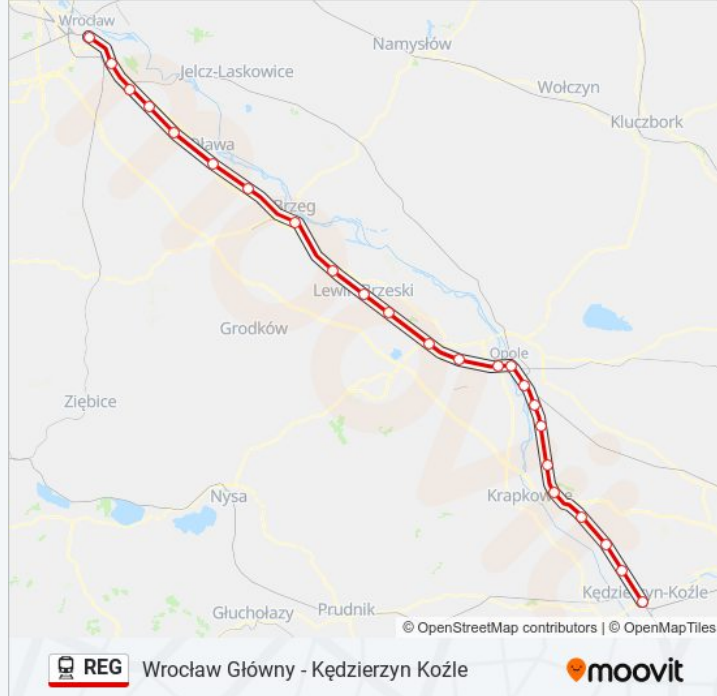 Wrocław
Namysłów
Jelcz-Laskowice
Wołczyn
Kluczbork
Oława
Brzeg
Lewin Brzeski
Grodków
Opole
Ziębice
Nysa
Krapkowice
Kędzierzyn-Koźle
Głuchołazy
Prudnik
© OpenStreetMap contributors | © OpenMapTiles
REG
Wrocław Główny - Kędzierzyn Koźle
moovit